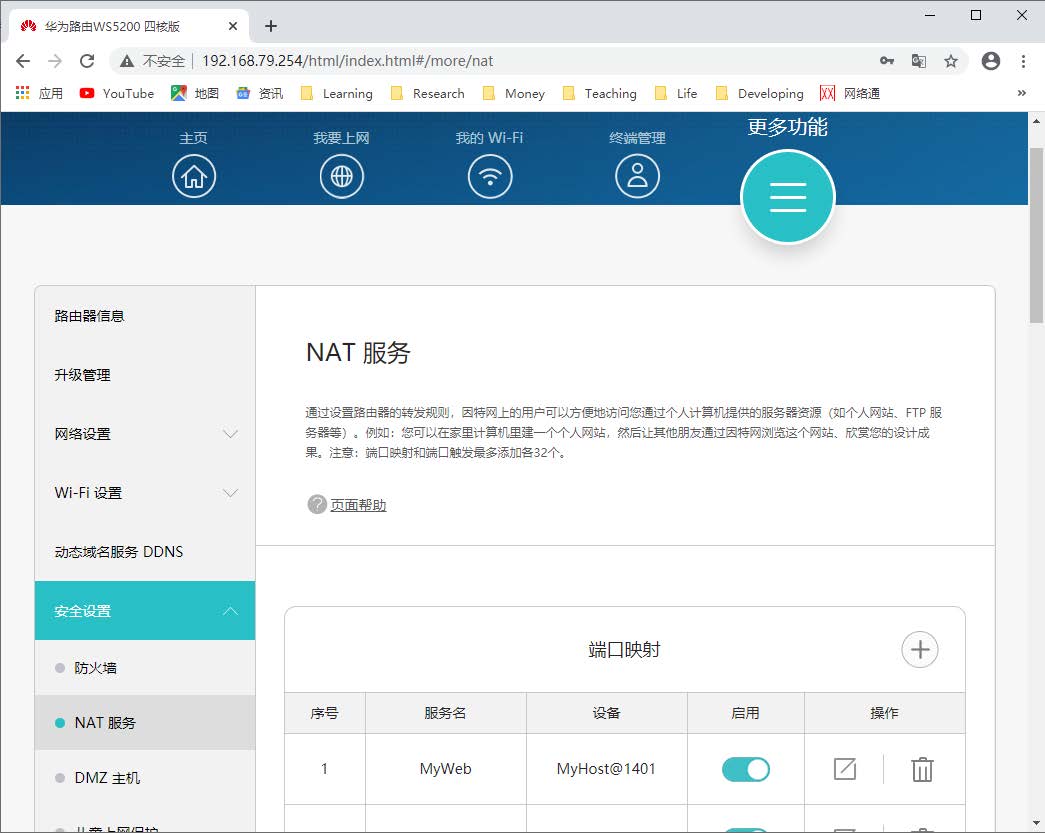 华为路由WS5200 四核版
不安全 192.168.79.254/html/index.html#/more/nat
应用 YouTube 地图 资讯 Learning Research Money Teaching Life Developing 网络通 »
主页 我要上网 我的 Wi-Fi 终端管理 更多功能
路由器信息
升级管理
网络设置
Wi-Fi 设置
动态域名服务 DDNS
安全设置
防火墙
NAT 服务
DMZ 主机
儿童上网保护
NAT 服务
通过设置路由器的转发规则，因特网上的用户可以方便地访问您通过个人计算机提供的服务器资源（如个人网站、FTP 服
务器等）。例如：您可以在家里计算机里建一个个人网站，然后让其他朋友通过因特网浏览这个网站、欣赏您的设计成
果。注意：端口映射和端口触发最多添加各32个。
? 页面帮助
端口映射
序号 服务名 设备 启用 操作
1 MyWeb MyHost@1401